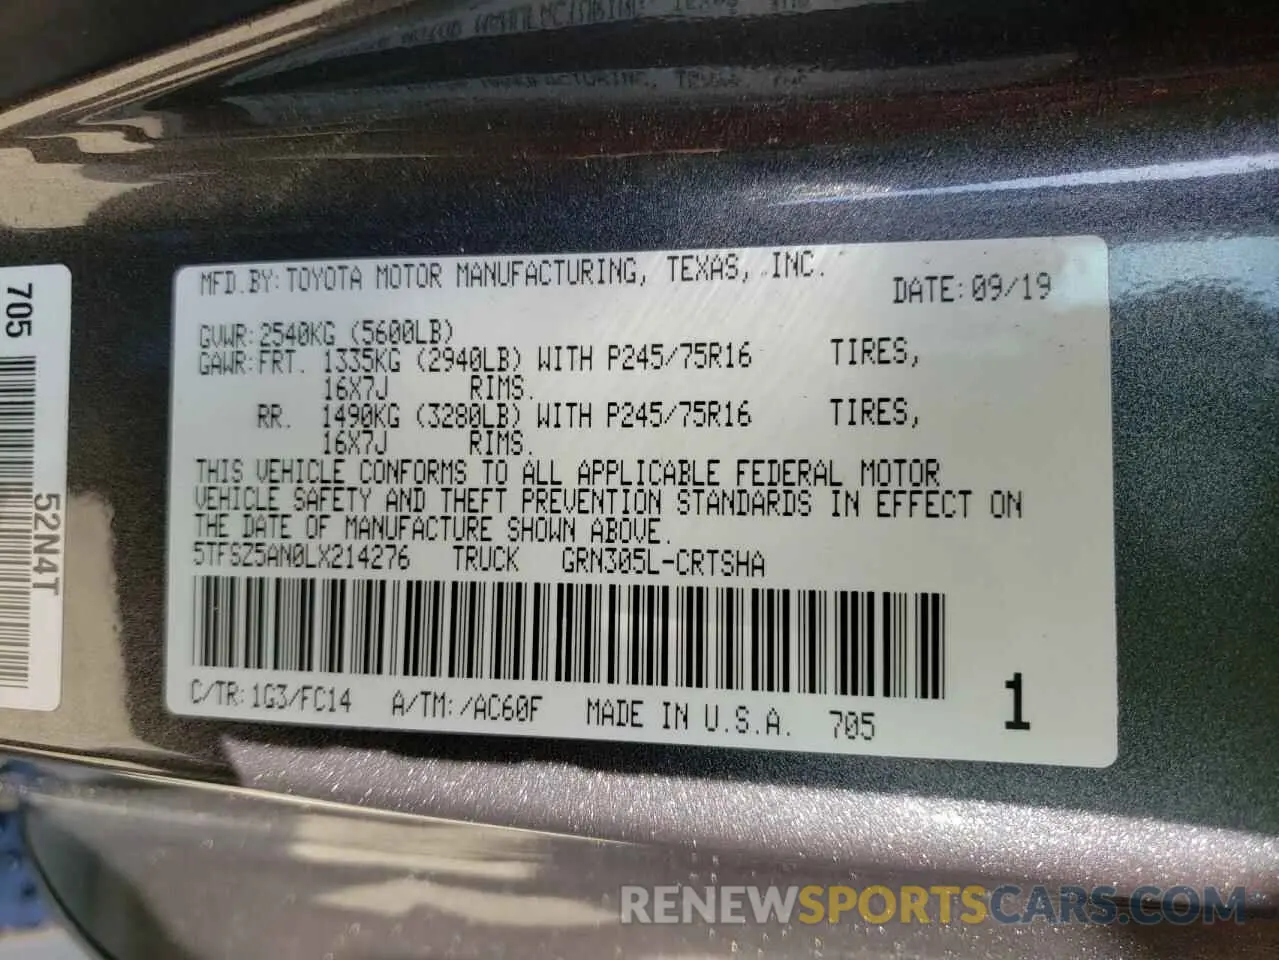 MFD.BY:TOYOTA MOTOR MANUFACTURING, TEXAS, INC.
DATE:09/19
GVWR:2540KG (5600LB)
GAWR:FRT. 1335KG (2940LB) WITH P245/75R16 TIRES,
16X7J RIMS.
RR. 1490KG (3280LB) WITH P245/75R16 TIRES,
16X7J RIMS.
THIS VEHICLE CONFORMS TO ALL APPLICABLE FEDERAL MOTOR
VEHICLE SAFETY AND THEFT PREVENTION STANDARDS IN EFFECT ON
THE DATE OF MANUFACTURE SHOWN ABOVE.
5TFSZ5AN0LX214276 TRUCK GRN305L-CRTSHA
C/TR:1G3/FC14 A/TM:/AC60F MADE IN U.S.A. 705
1
705
52N4T
RENEWSPORTSCARS.COM